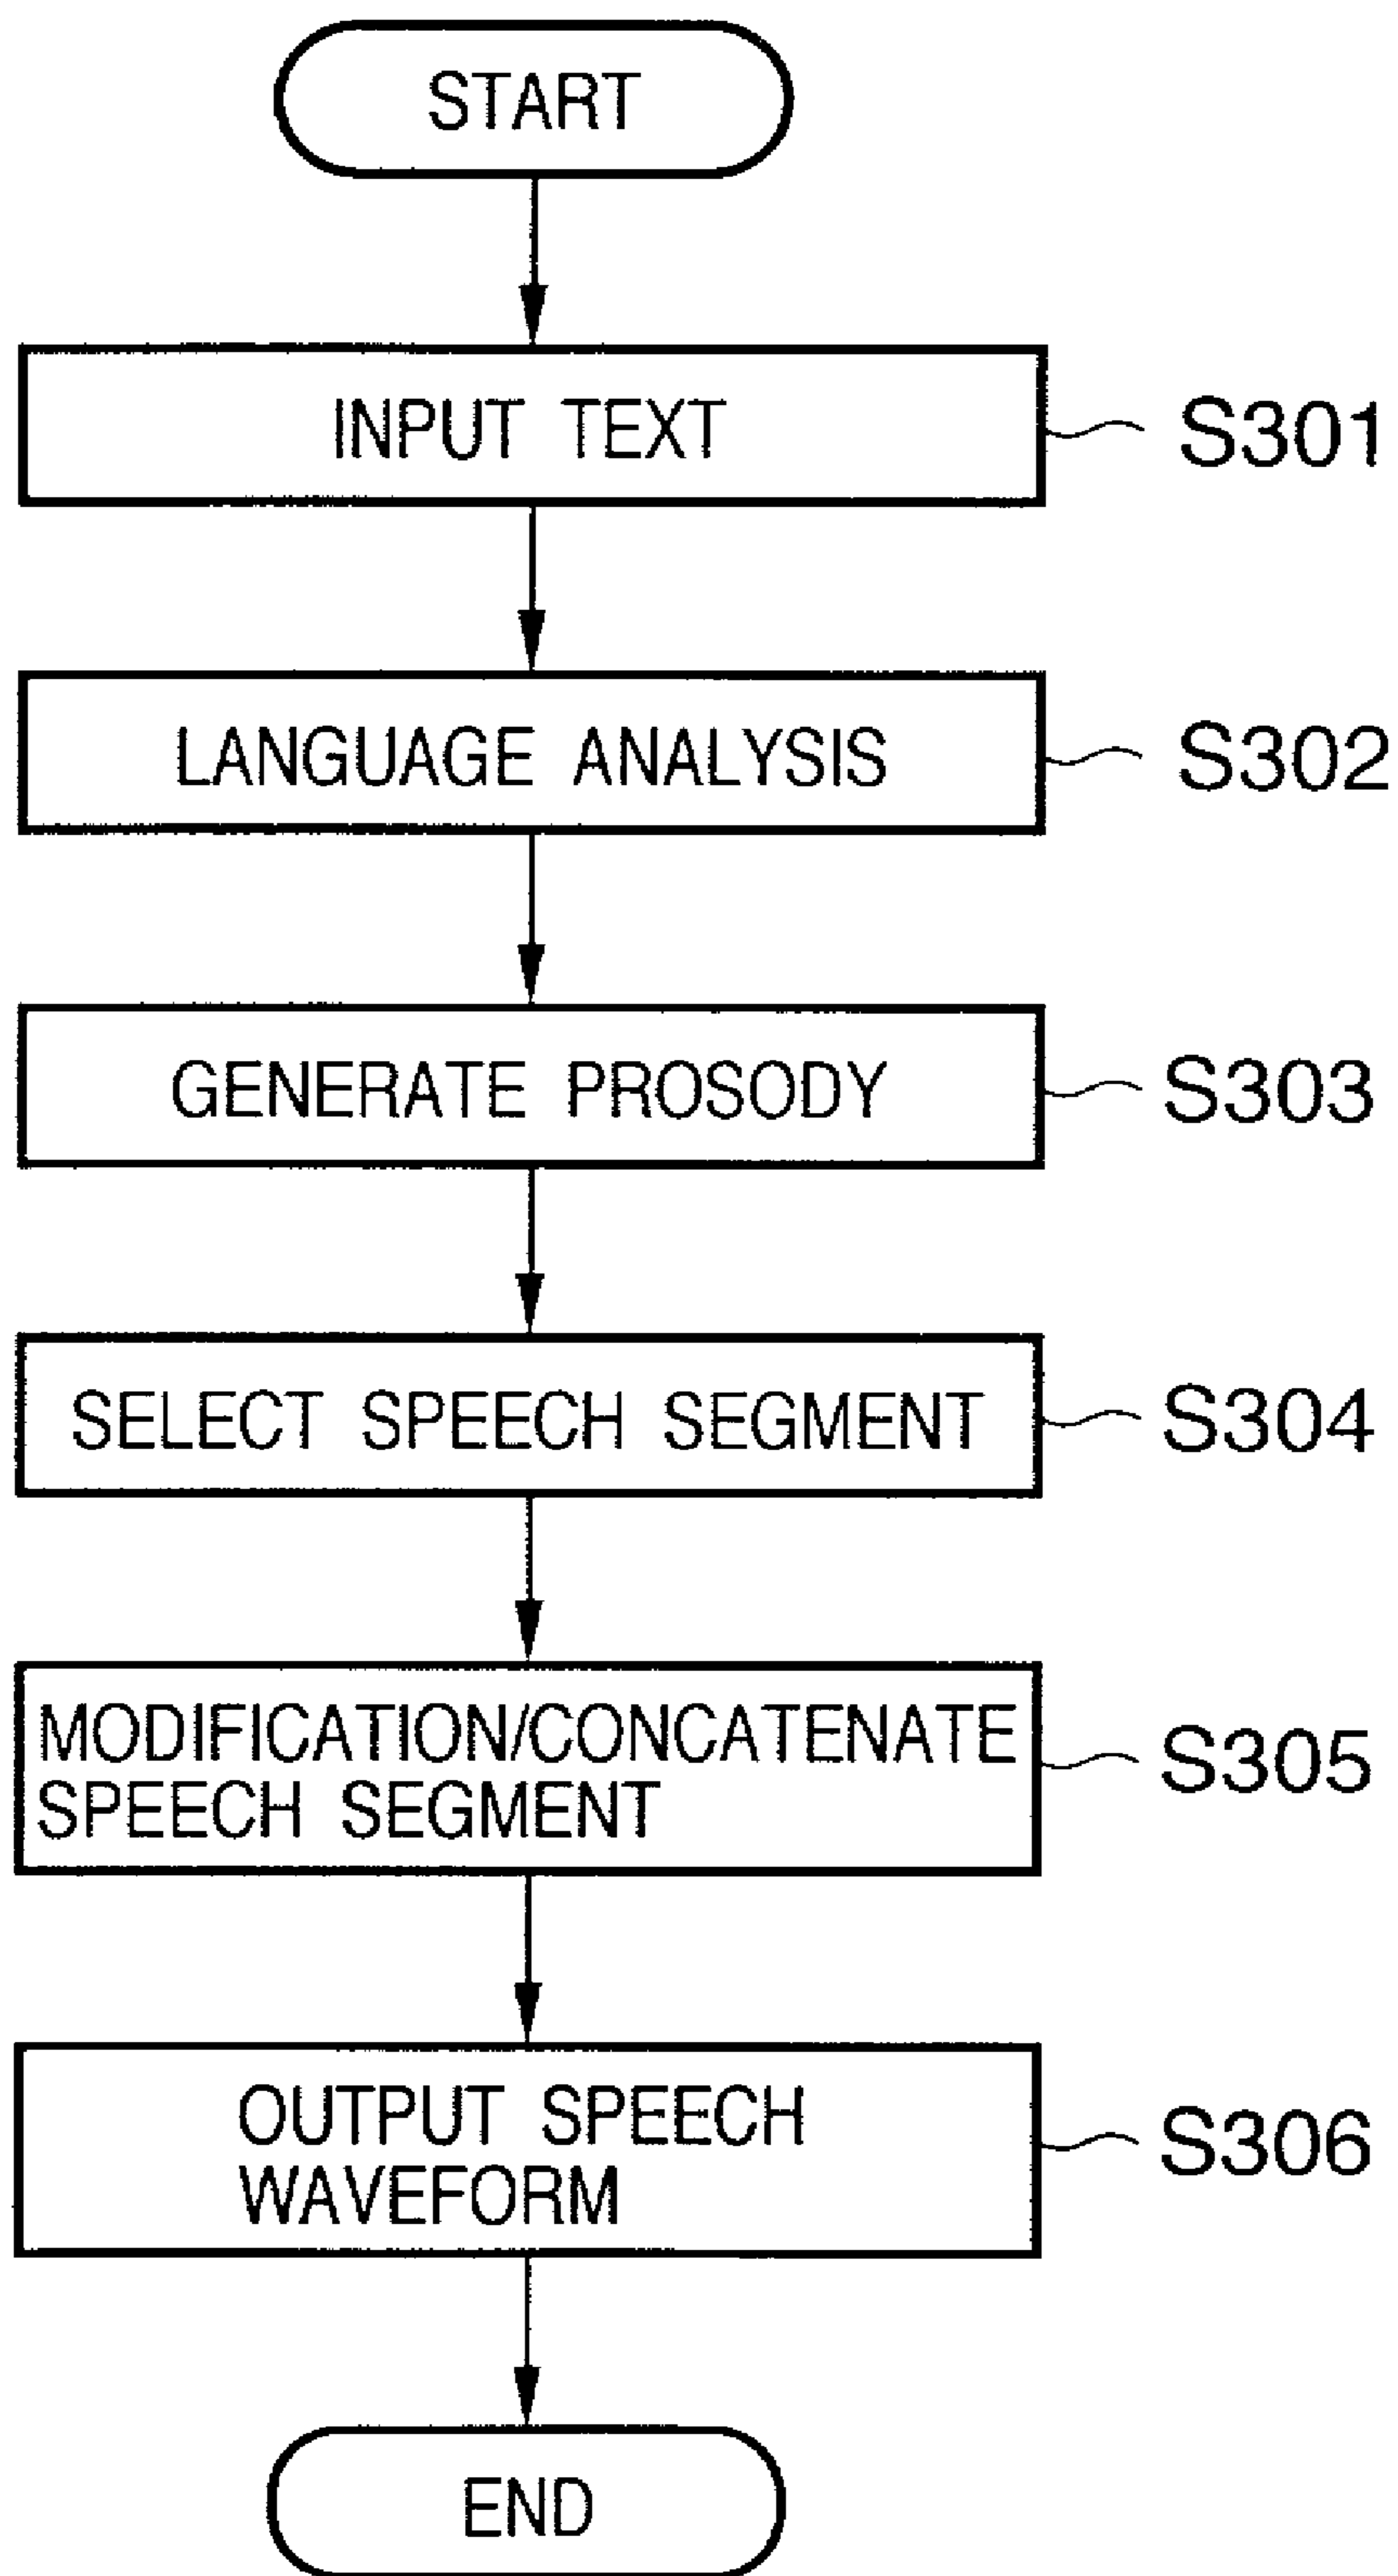 START
INPUT TEXT
S301
LANGUAGE ANALYSIS
S302
GENERATE PROSODY
S303
SELECT SPEECH SEGMENT
S304
MODIFICATION/CONCATENATE
SPEECH SEGMENT
S305
OUTPUT SPEECH
WAVEFORM
S306
END